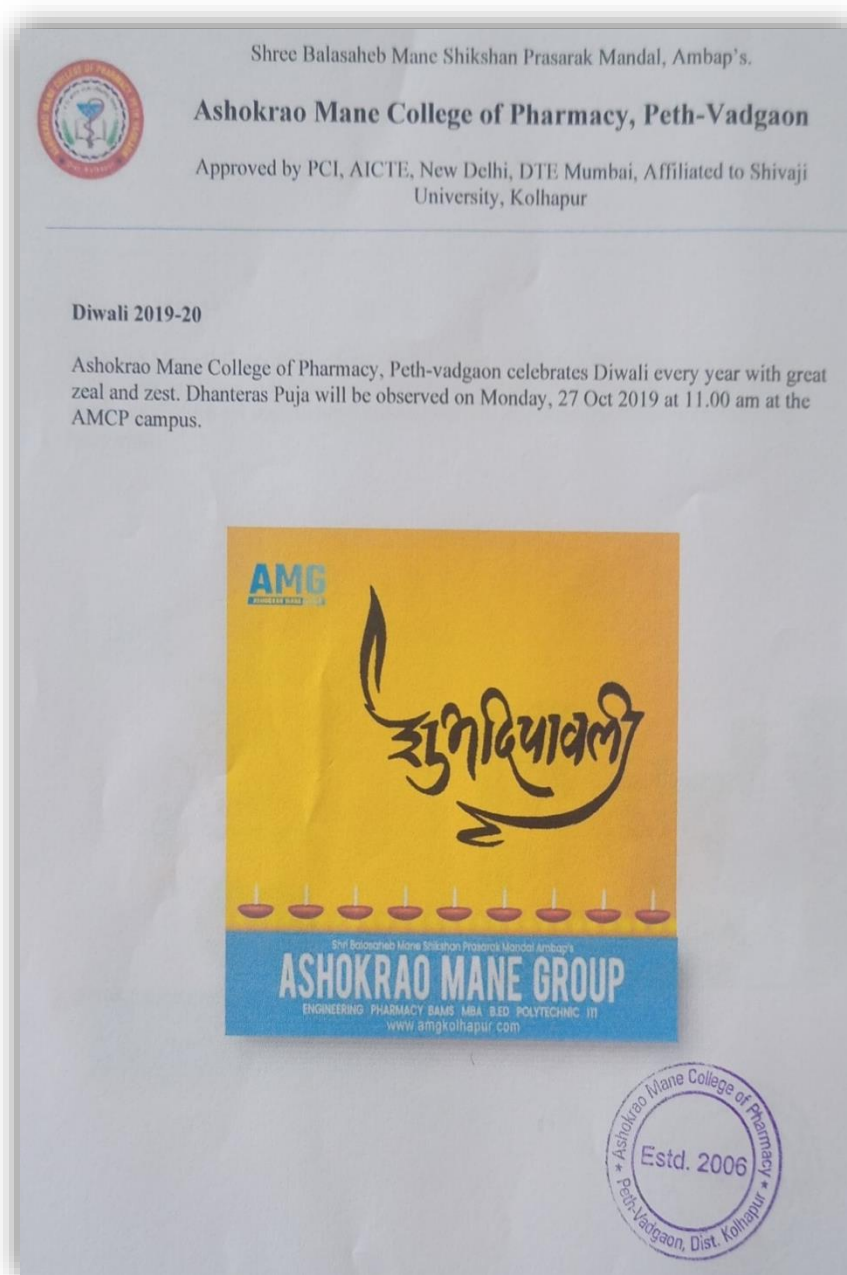 Shree Balasaheb Mane Shikshan Prasarak Mandal, Ambap's.
Ashokrao Mane College of Pharmacy, Peth-Vadgaon
Approved by PCI, AICTE, New Delhi, DTE Mumbai, Affiliated to Shivaji
University, Kolhapur
Diwali 2019-20
Ashokrao Mane College of Pharmacy, Peth-vadgaon celebrates Diwali every year with great
zeal and zest. Dhanteras Puja will be observed on Monday, 27 Oct 2019 at 11.00 am at the
AMCP campus.
AMG
शुभ दिपावली
Shri Balasaheb Mane Shikshan Prasarak Mandal Ambap's
ASHOKRAO MANE GROUP
ENGINEERING PHARMACY BAMS MBA B.ED POLYTECHNIC ITI
www.amgkolhapur.com
* Ashokrao Mane College of Pharmacy *
Estd. 2006
Peth-Vadgaon, Dist. Kolhapur